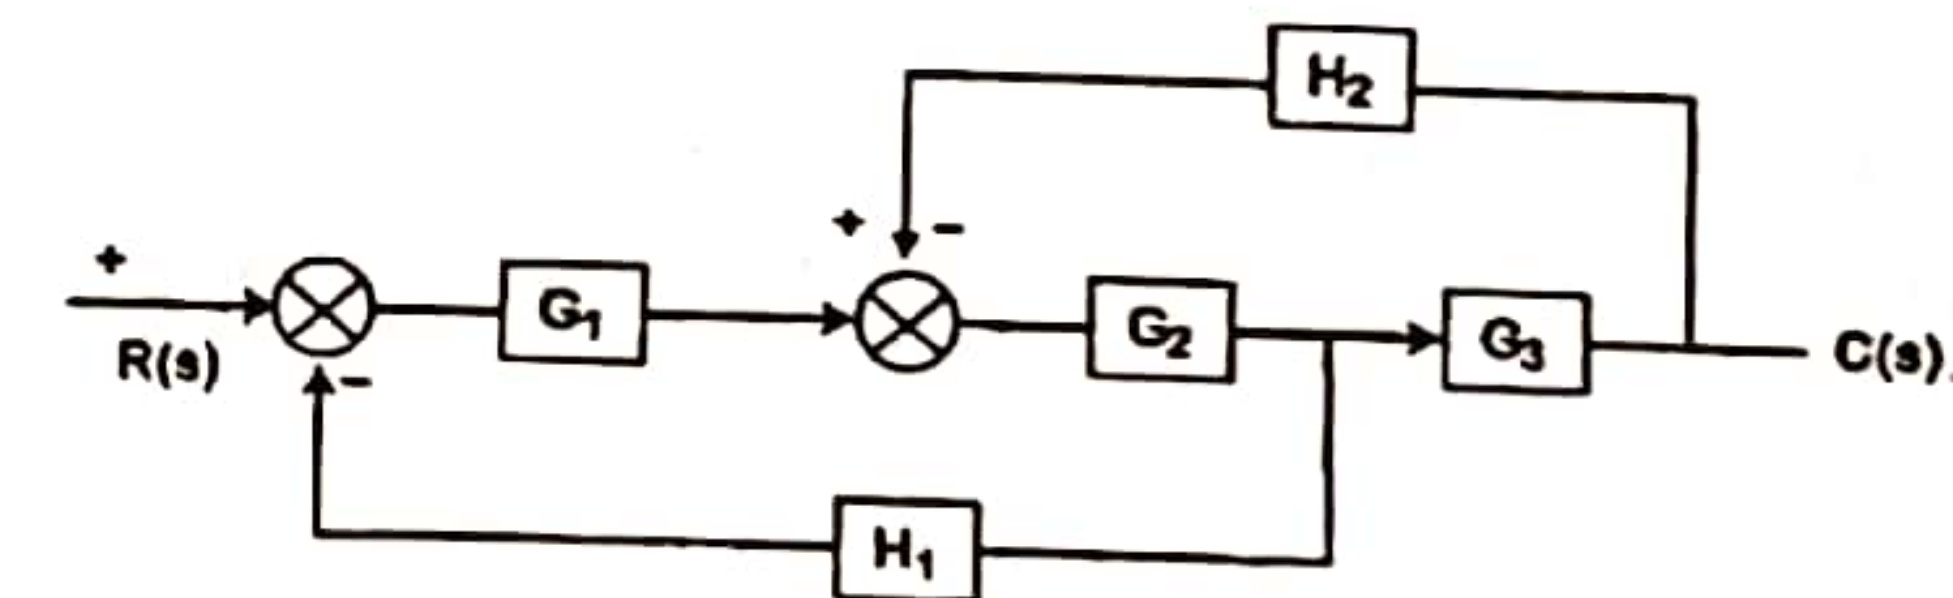 H₂
+ −
+
G₁ G₂ G₃
R(s) C(s).
−
H₁